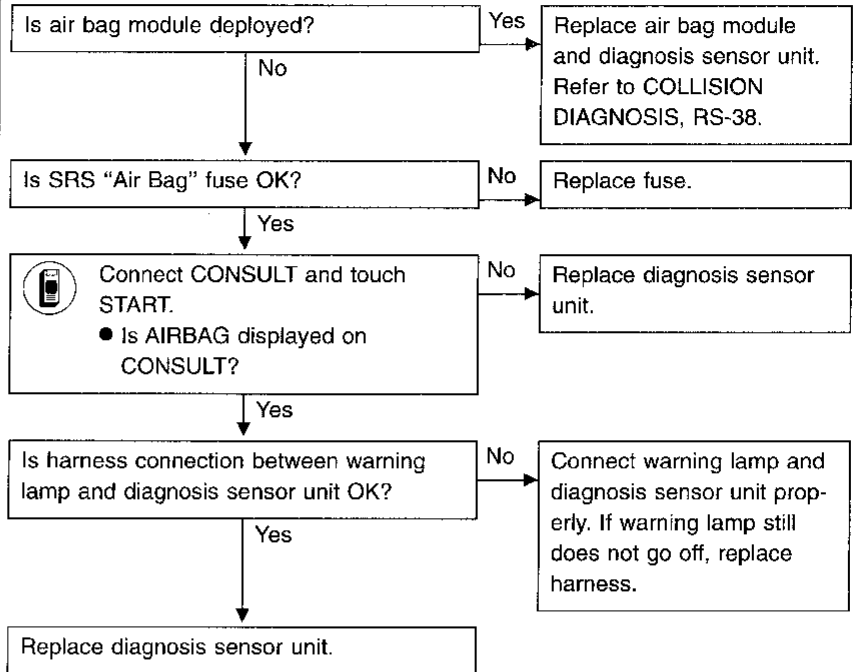 Is air bag module deployed?
Yes
Replace air bag module
and diagnosis sensor unit.
Refer to COLLISION
DIAGNOSIS, RS-38.
No
Is SRS “Air Bag” fuse OK?
No
Replace fuse.
Yes
Connect CONSULT and touch
START.
● Is AIRBAG displayed on
CONSULT?
No
Replace diagnosis sensor
unit.
Yes
Is harness connection between warning
lamp and diagnosis sensor unit OK?
No
Connect warning lamp and
diagnosis sensor unit prop-
erly. If warning lamp still
does not go off, replace
harness.
Yes
Replace diagnosis sensor unit.